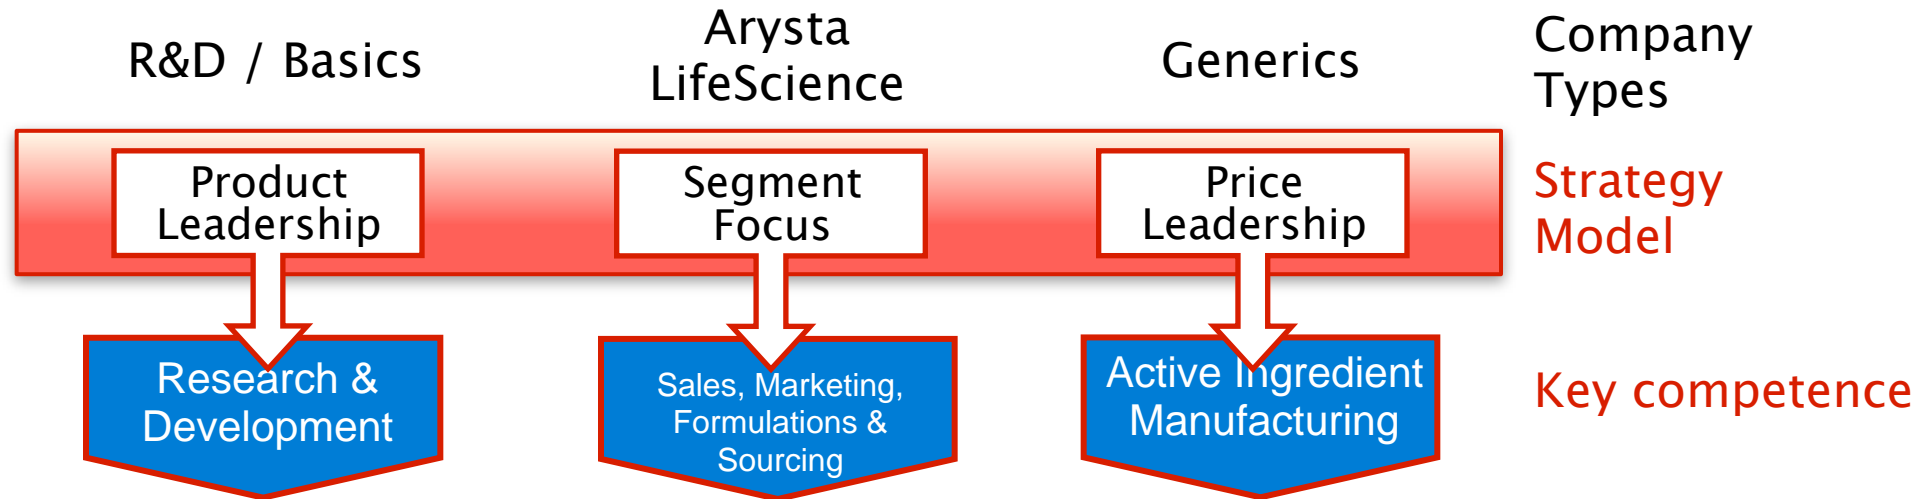 R&D / Basics
Arysta
LifeScience
Generics
Company
Types
Product
Leadership
Segment
Focus
Price
Leadership
Strategy
Model
Research &
Development
Sales, Marketing,
Formulations &
Sourcing
Active Ingredient
Manufacturing
Key competence